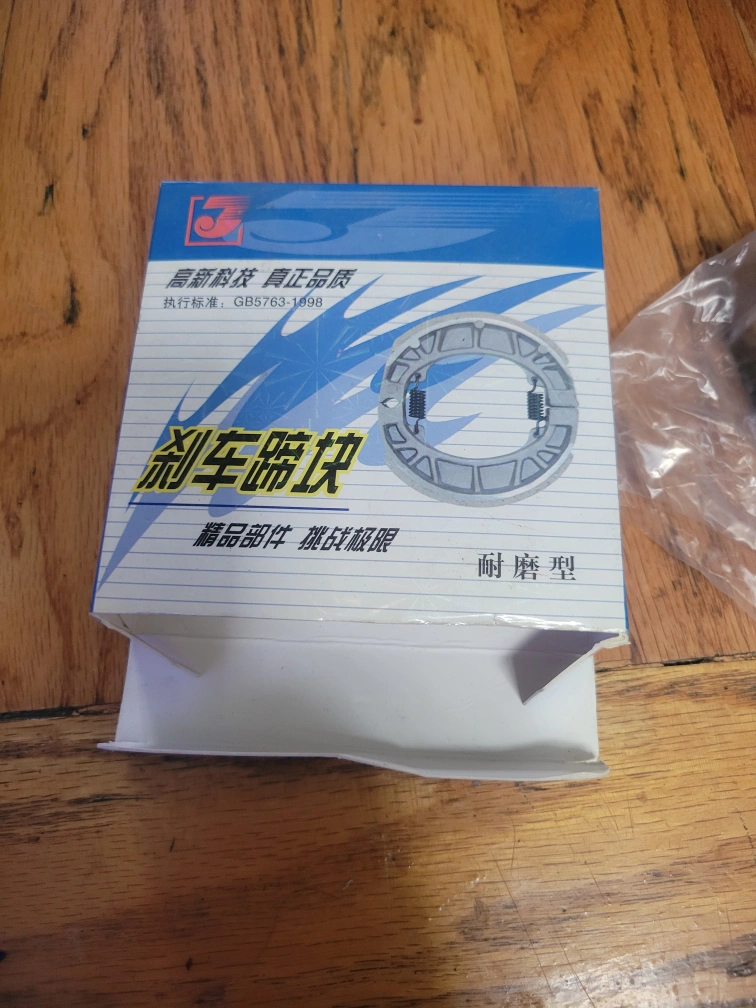 高新科技 真正品质
执行标准：GB5763-1998
刹车蹄块
精品部件 挑战极限
耐磨型